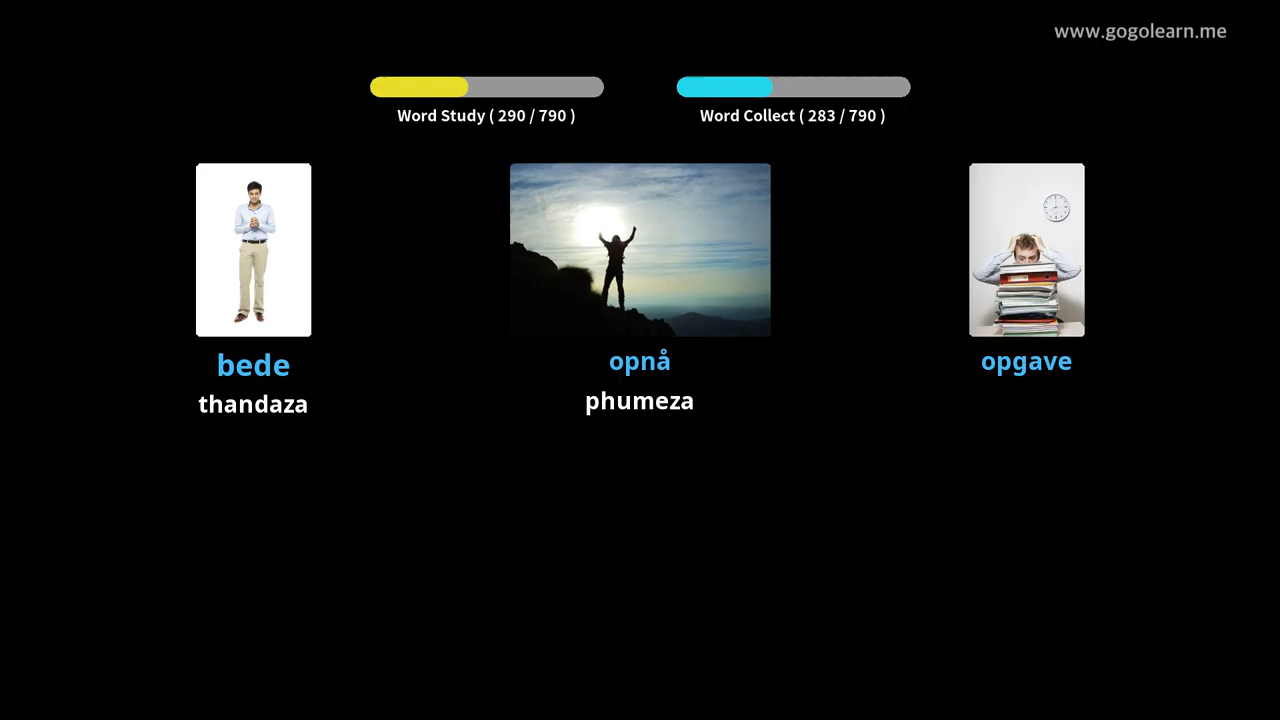 www.gogolearn.me
Word Study ( 290 / 790 )
Word Collect ( 283 / 790 )
bede
thandaza
opnå
phumeza
opgave